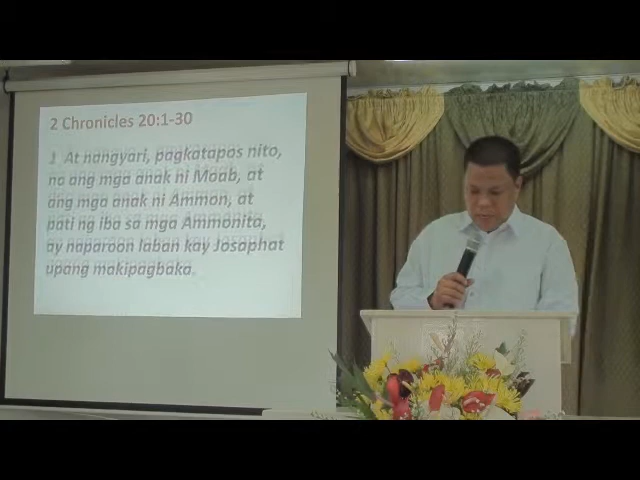 2 Chronicles 20:1-30
1 At nangyari, pagkatapos nito,
na ang mga anak ni Moab, at
ang mga anak ni Ammon, at
pati ng iba sa mga Ammonita,
ay naparoon laban kay Josaphat
upang makipagbaka.